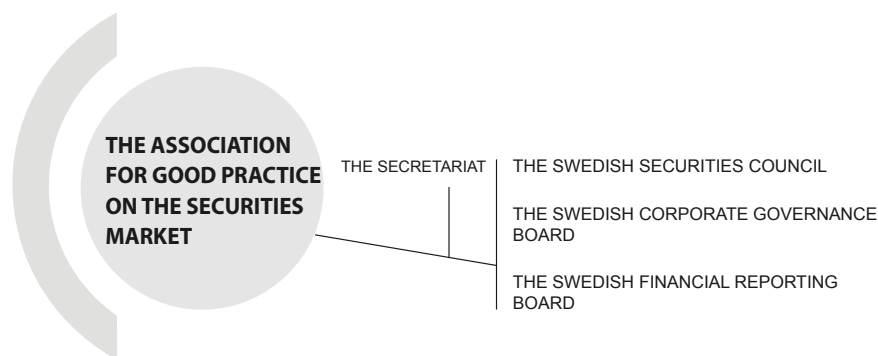 THE ASSOCIATION
FOR GOOD PRACTICE
ON THE SECURITIES
MARKET
THE SECRETARIAT
THE SWEDISH SECURITIES COUNCIL
THE SWEDISH CORPORATE GOVERNANCE
BOARD
THE SWEDISH FINANCIAL REPORTING
BOARD